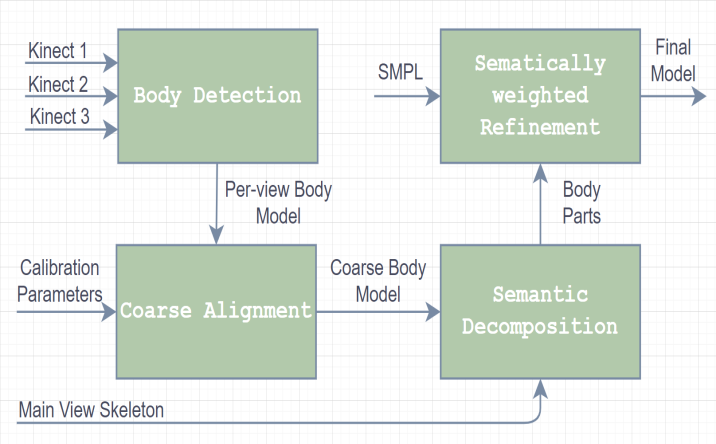 Kinect 1
Kinect 2
Kinect 3
Body Detection
SMPL
Sematically
weighted
Refinement
Final
Model
Per-view Body
Model
Body
Parts
Calibration
Parameters
Coarse Alignment
Coarse Body
Model
Semantic
Decomposition
Main View Skeleton